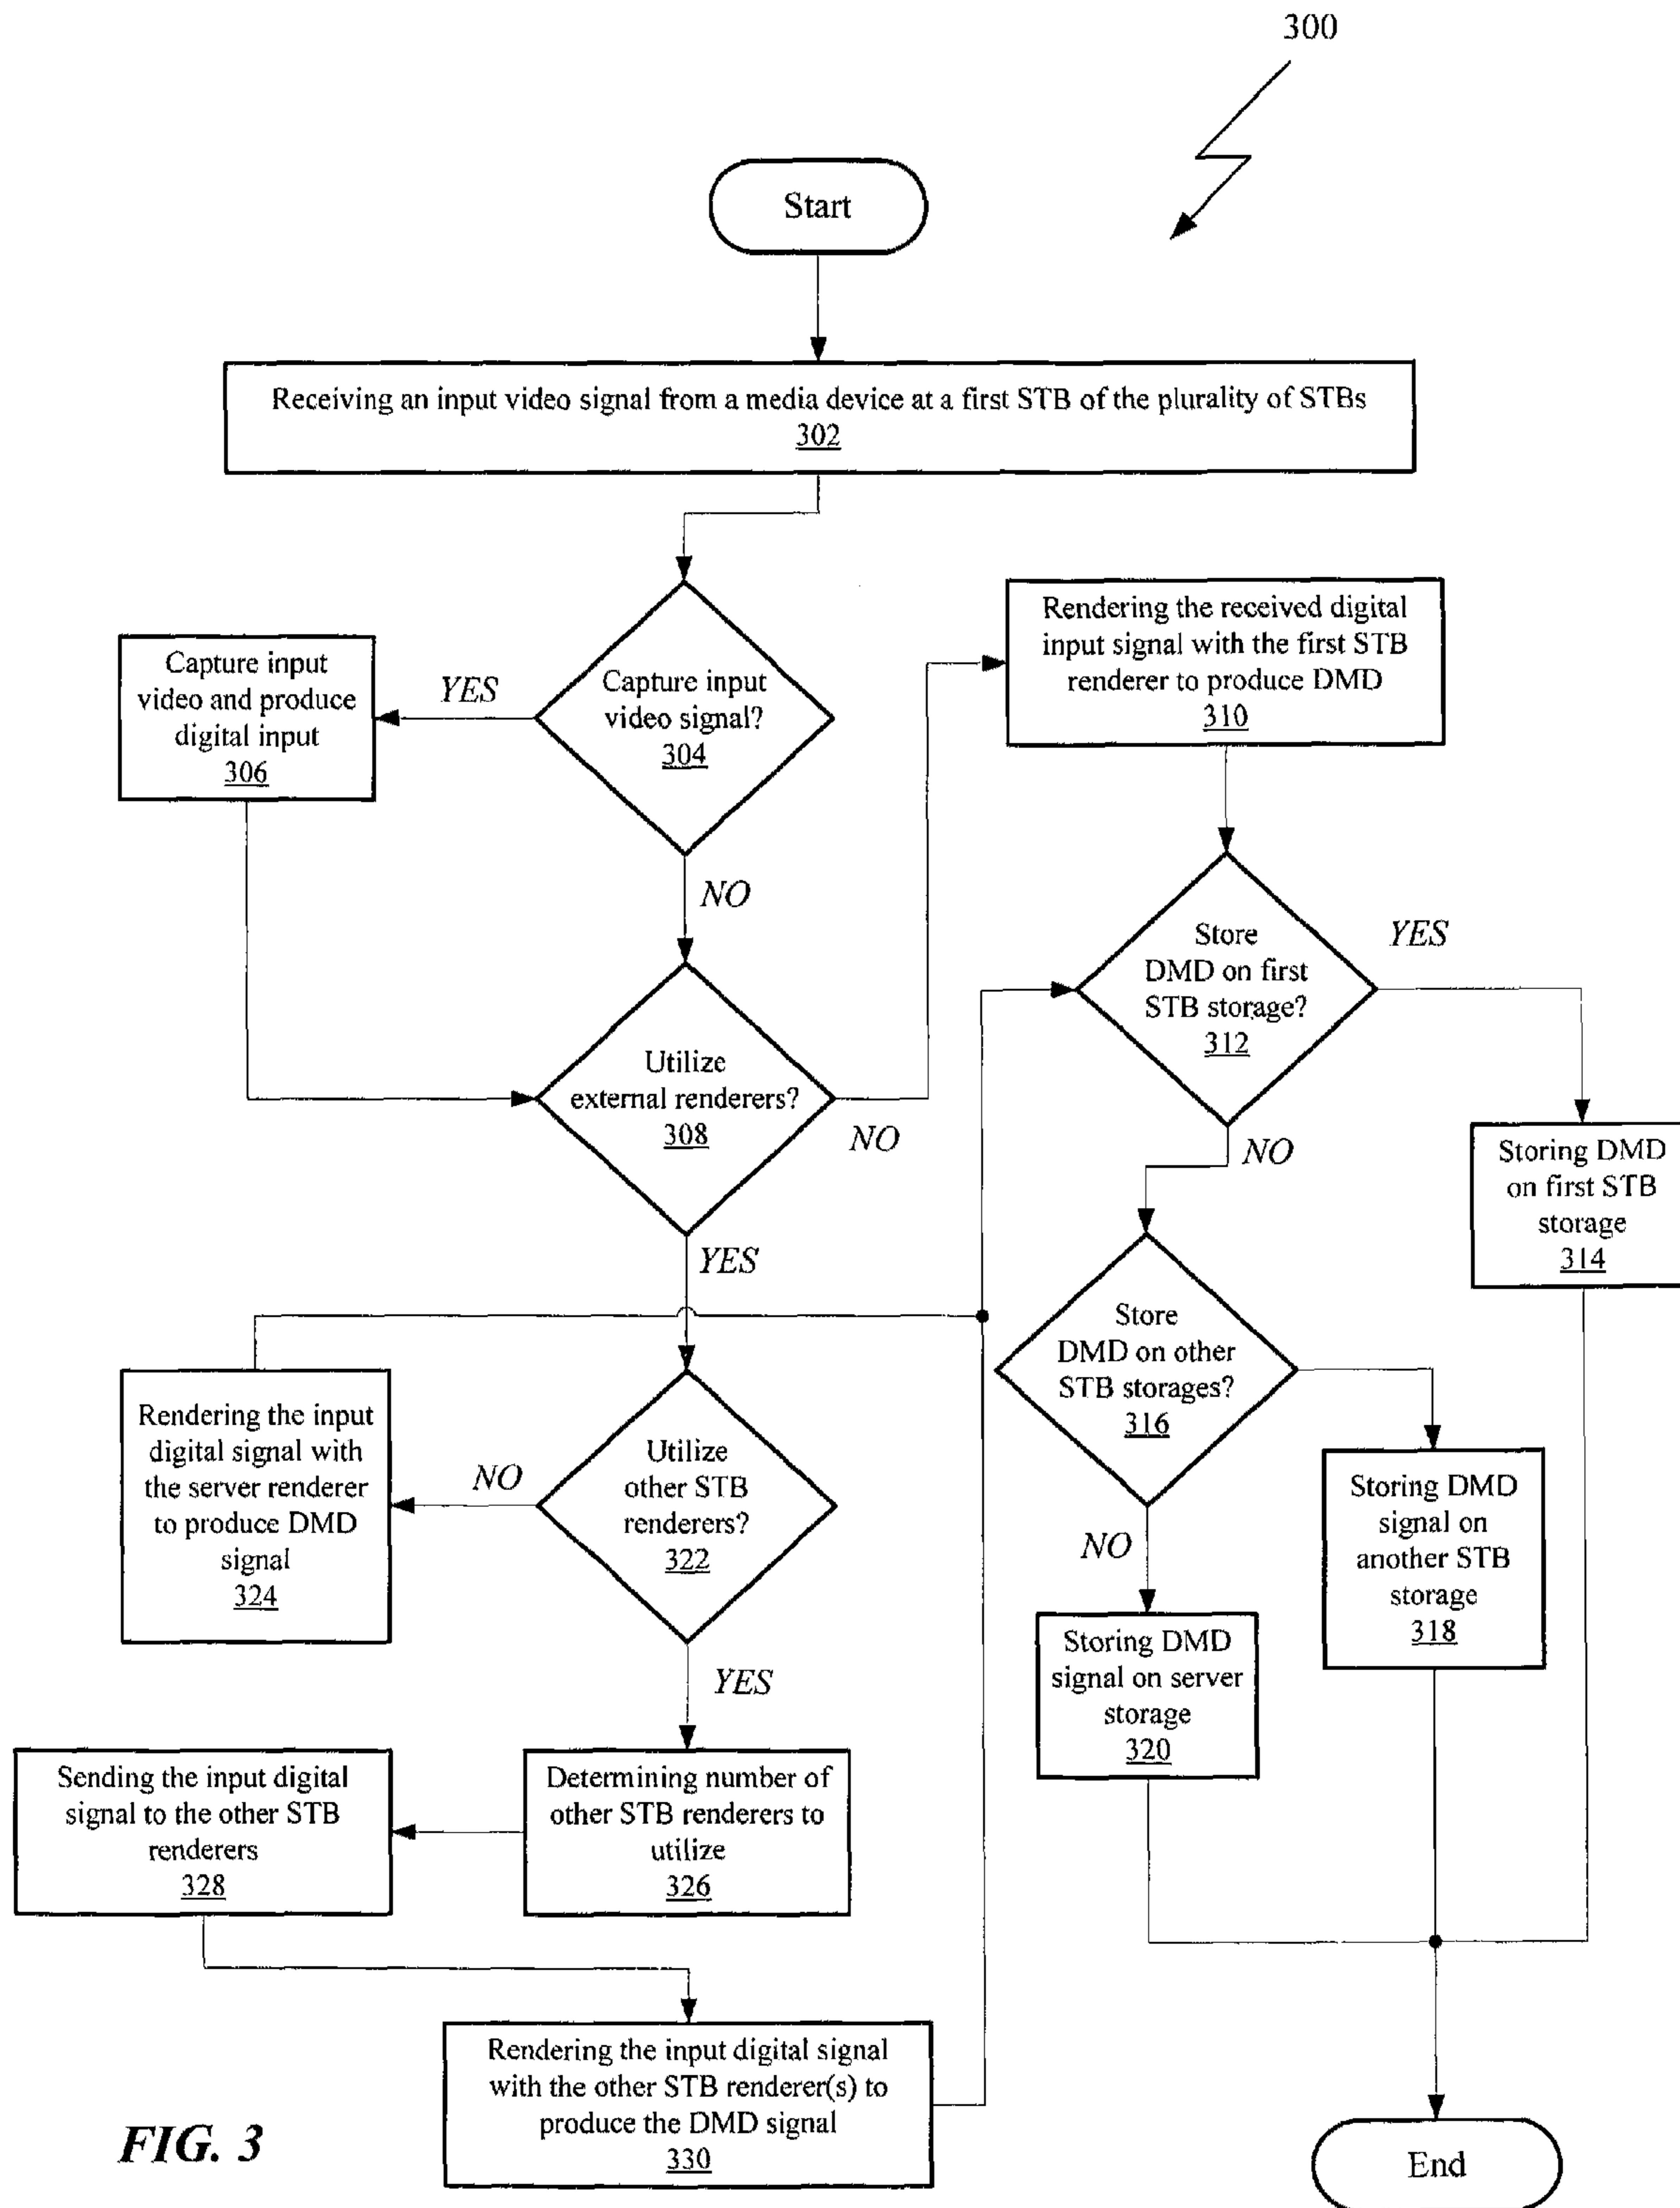 300
Start
Receiving an input video signal from a media device at a first STB of the plurality of STBs
302
Capture input
video signal?
304
YES
NO
Capture input
video and produce
digital input
306
Utilize
external renderers?
308
NO
YES
Rendering the received digital
input signal with the first STB
renderer to produce DMD
310
Store
DMD on first
STB storage?
312
YES
NO
Storing DMD
on first STB
storage
314
Store
DMD on other
STB storages?
316
NO
Storing DMD
signal on
another STB
storage
318
Storing DMD
signal on server
storage
320
Utilize
other STB
renderers?
322
NO
YES
Rendering the input
digital signal with
the server renderer
to produce DMD
signal
324
Determining number of
other STB renderers to
utilize
326
Sending the input digital
signal to the other STB
renderers
328
Rendering the input digital signal
with the other STB renderer(s) to
produce the DMD signal
330
End
FIG. 3